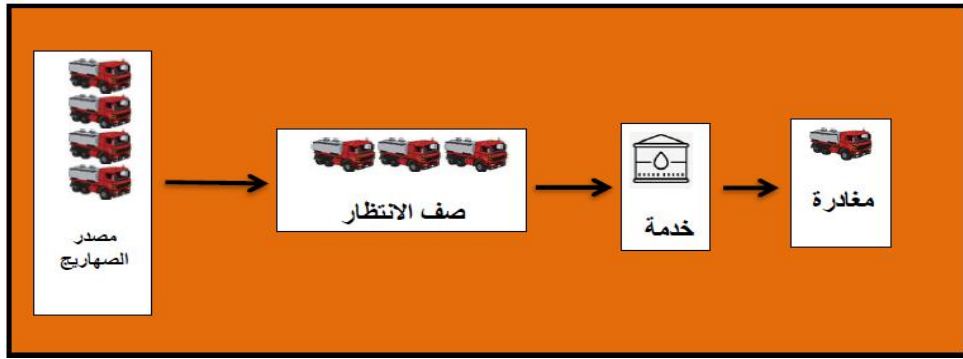 مصدر
الصهاريج
صف الانتظار
خدمة
مغادرة